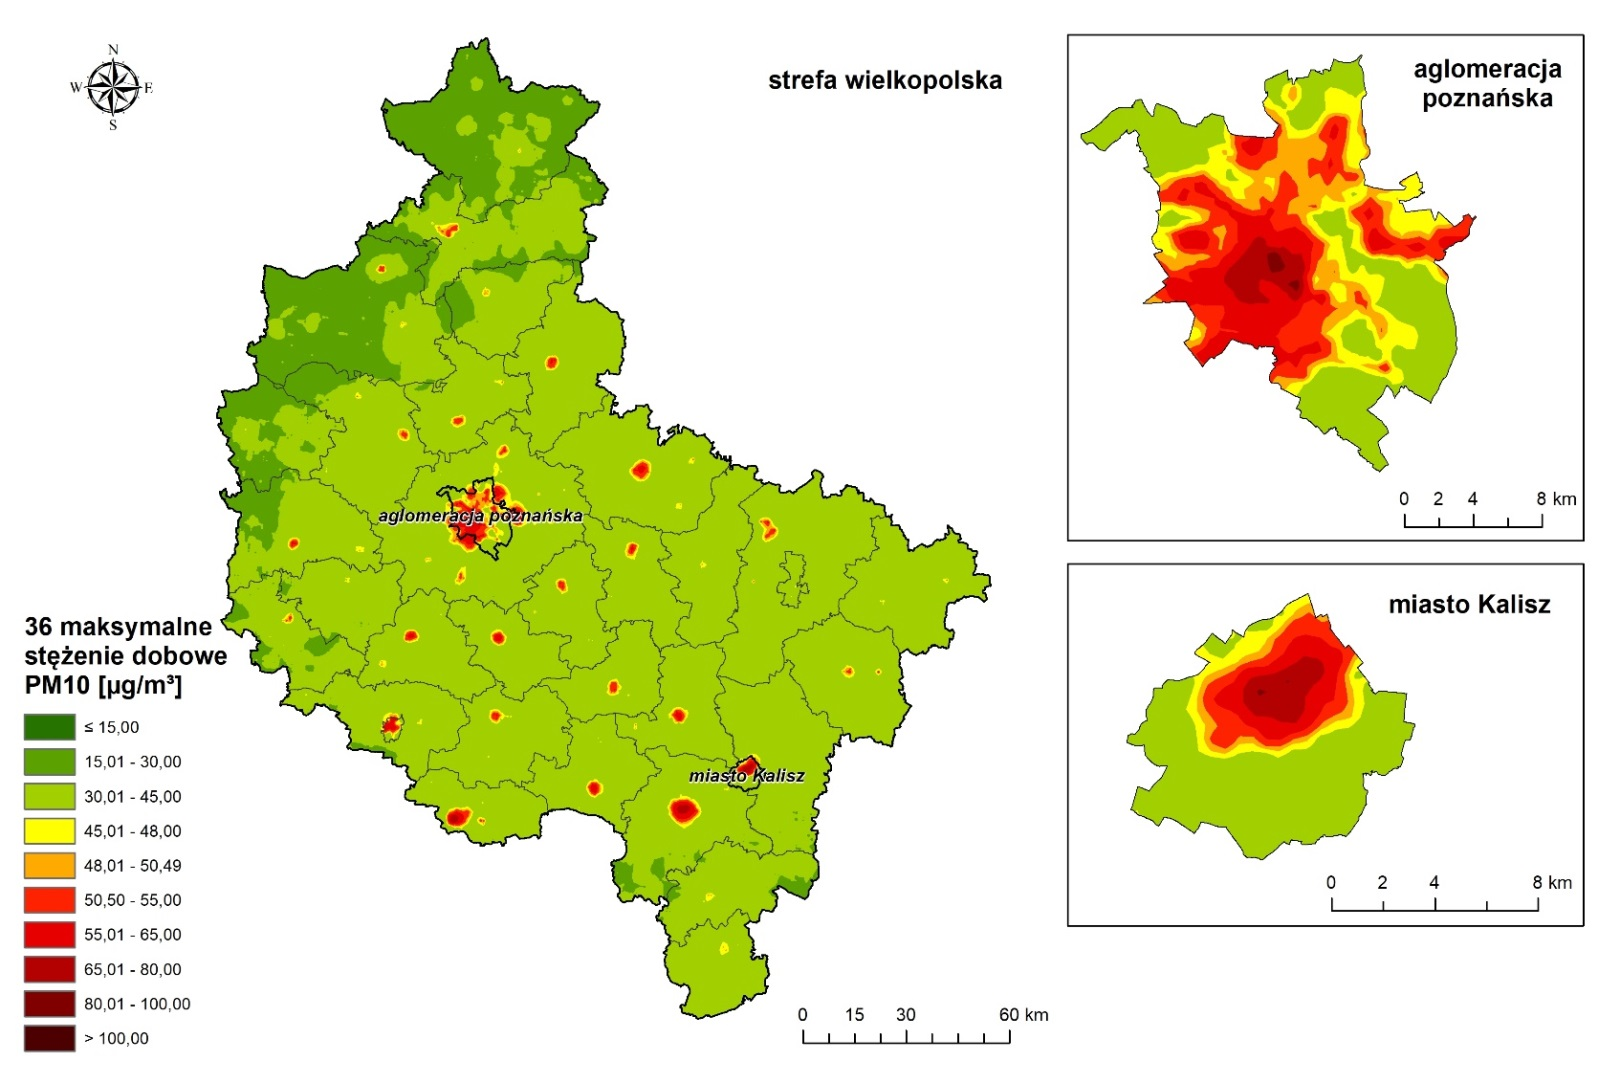 N
W E
S
strefa wielkopolska
aglomeracja
poznańska
0 2 4 8 km
miasto Kalisz
0 2 4 8 km
aglomeracja poznańska
miasto Kalisz
36 maksymalne
stężenie dobowe
PM10 [µg/m³]
≤ 15,00
15,01 - 30,00
30,01 - 45,00
45,01 - 48,00
48,01 - 50,49
50,50 - 55,00
55,01 - 65,00
65,01 - 80,00
80,01 - 100,00
> 100,00
0 15 30 60 km